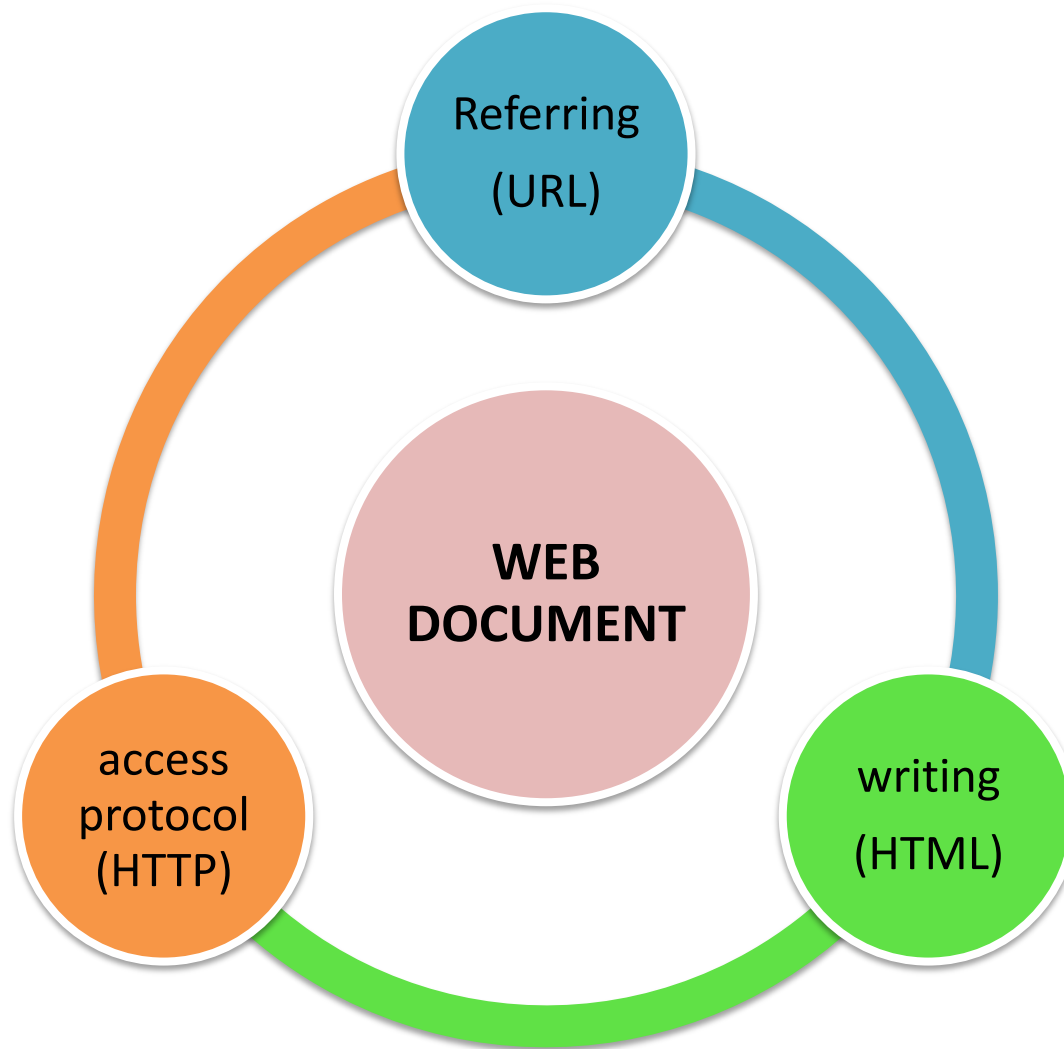 Referring
(URL)
WEB
DOCUMENT
access
protocol
(HTTP)
writing
(HTML)